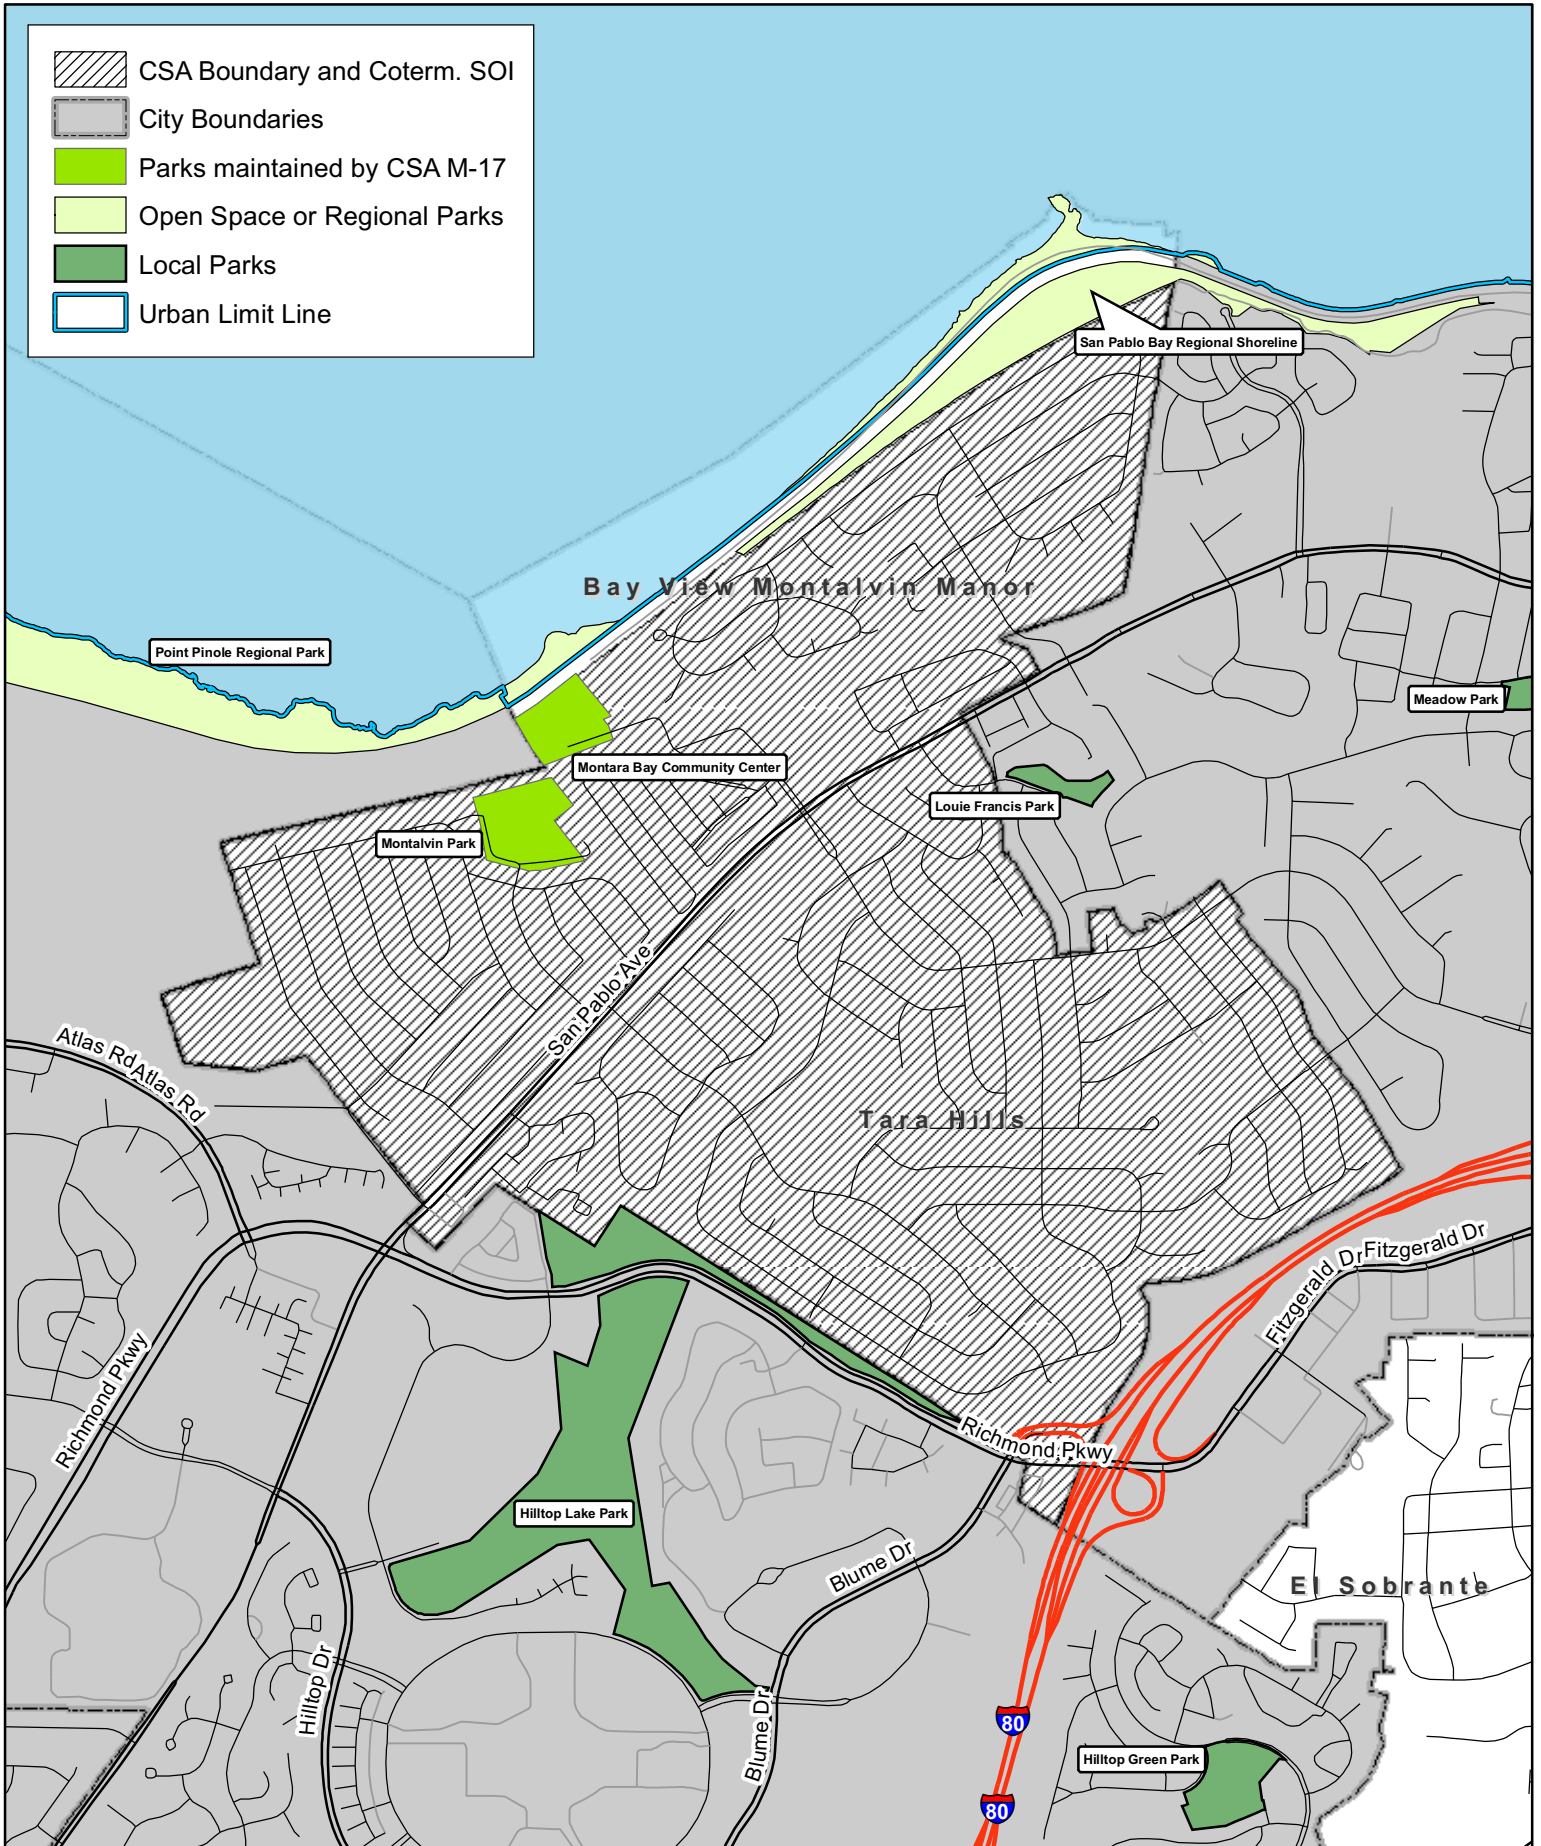 CSA Boundary and Coterm. SOI
City Boundaries
Parks maintained by CSA M-17
Open Space or Regional Parks
Local Parks
Urban Limit Line
San Pablo Bay Regional Shoreline
Bay View Montalvin Manor
Point Pinole Regional Park
Meadow Park
Montara Bay Community Center
Louie Francis Park
Montalvin Park
San Pablo Ave
Atlas Rd
Atlas Rd
Tara Hills
Fitzgerald Dr
Fitzgerald Dr
Richmond Pkwy
Richmond Pkwy
Hilltop Lake Park
Blume Dr
El Sobrante
Hilltop Dr
Blume Dr
80
Hilltop Green Park
80